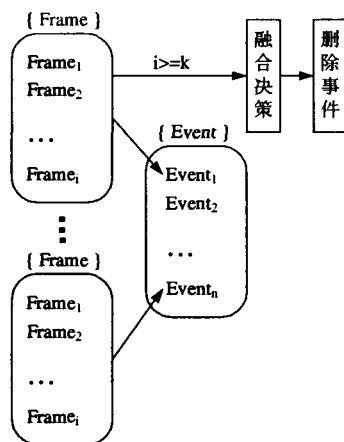 { Frame }
Frame₁
Frame₂
...
Frameᵢ
i>=k
融合决策
删除事件
{ Event }
Event₁
Event₂
...
Eventₙ
{ Frame }
Frame₁
Frame₂
...
Frameᵢ